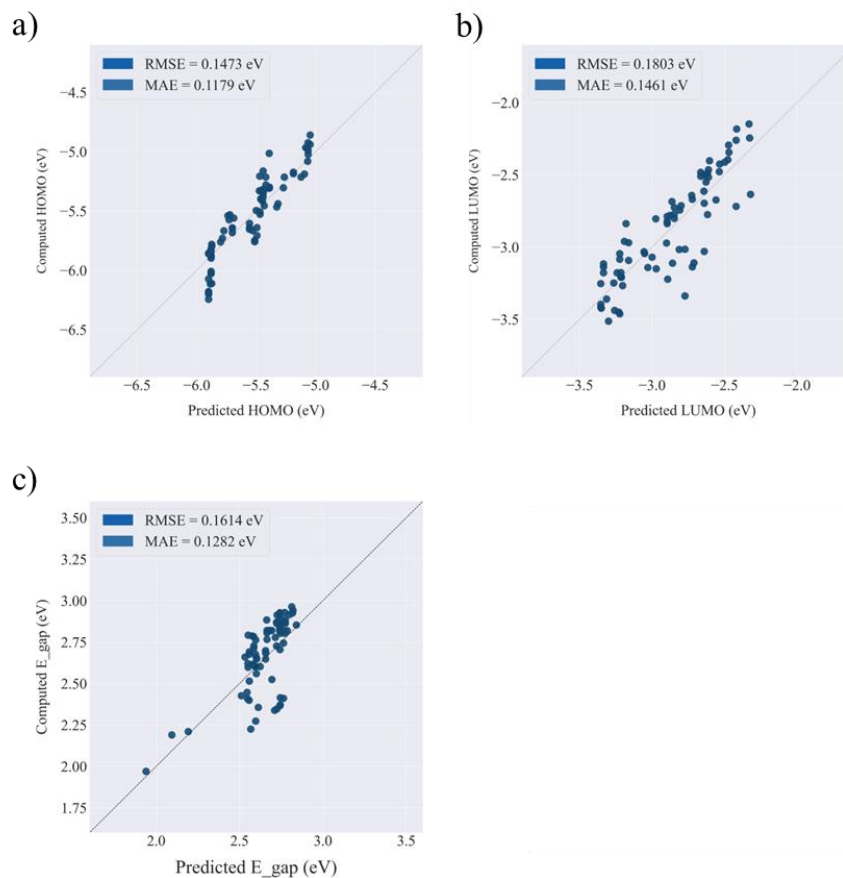 a)
RMSE = 0.1473 eV
MAE = 0.1179 eV
−4.5
−5.0
−5.5
−6.0
−6.5
Computed HOMO (eV)
−6.5 −6.0 −5.5 −5.0 −4.5
Predicted HOMO (eV)
b)
RMSE = 0.1803 eV
MAE = 0.1461 eV
−2.0
−2.5
−3.0
−3.5
Computed LUMO (eV)
−3.5 −3.0 −2.5 −2.0
Predicted LUMO (eV)
c)
RMSE = 0.1614 eV
MAE = 0.1282 eV
3.50
3.25
3.00
2.75
2.50
2.25
2.00
1.75
Computed E_gap (eV)
2.0 2.5 3.0 3.5
Predicted E_gap (eV)